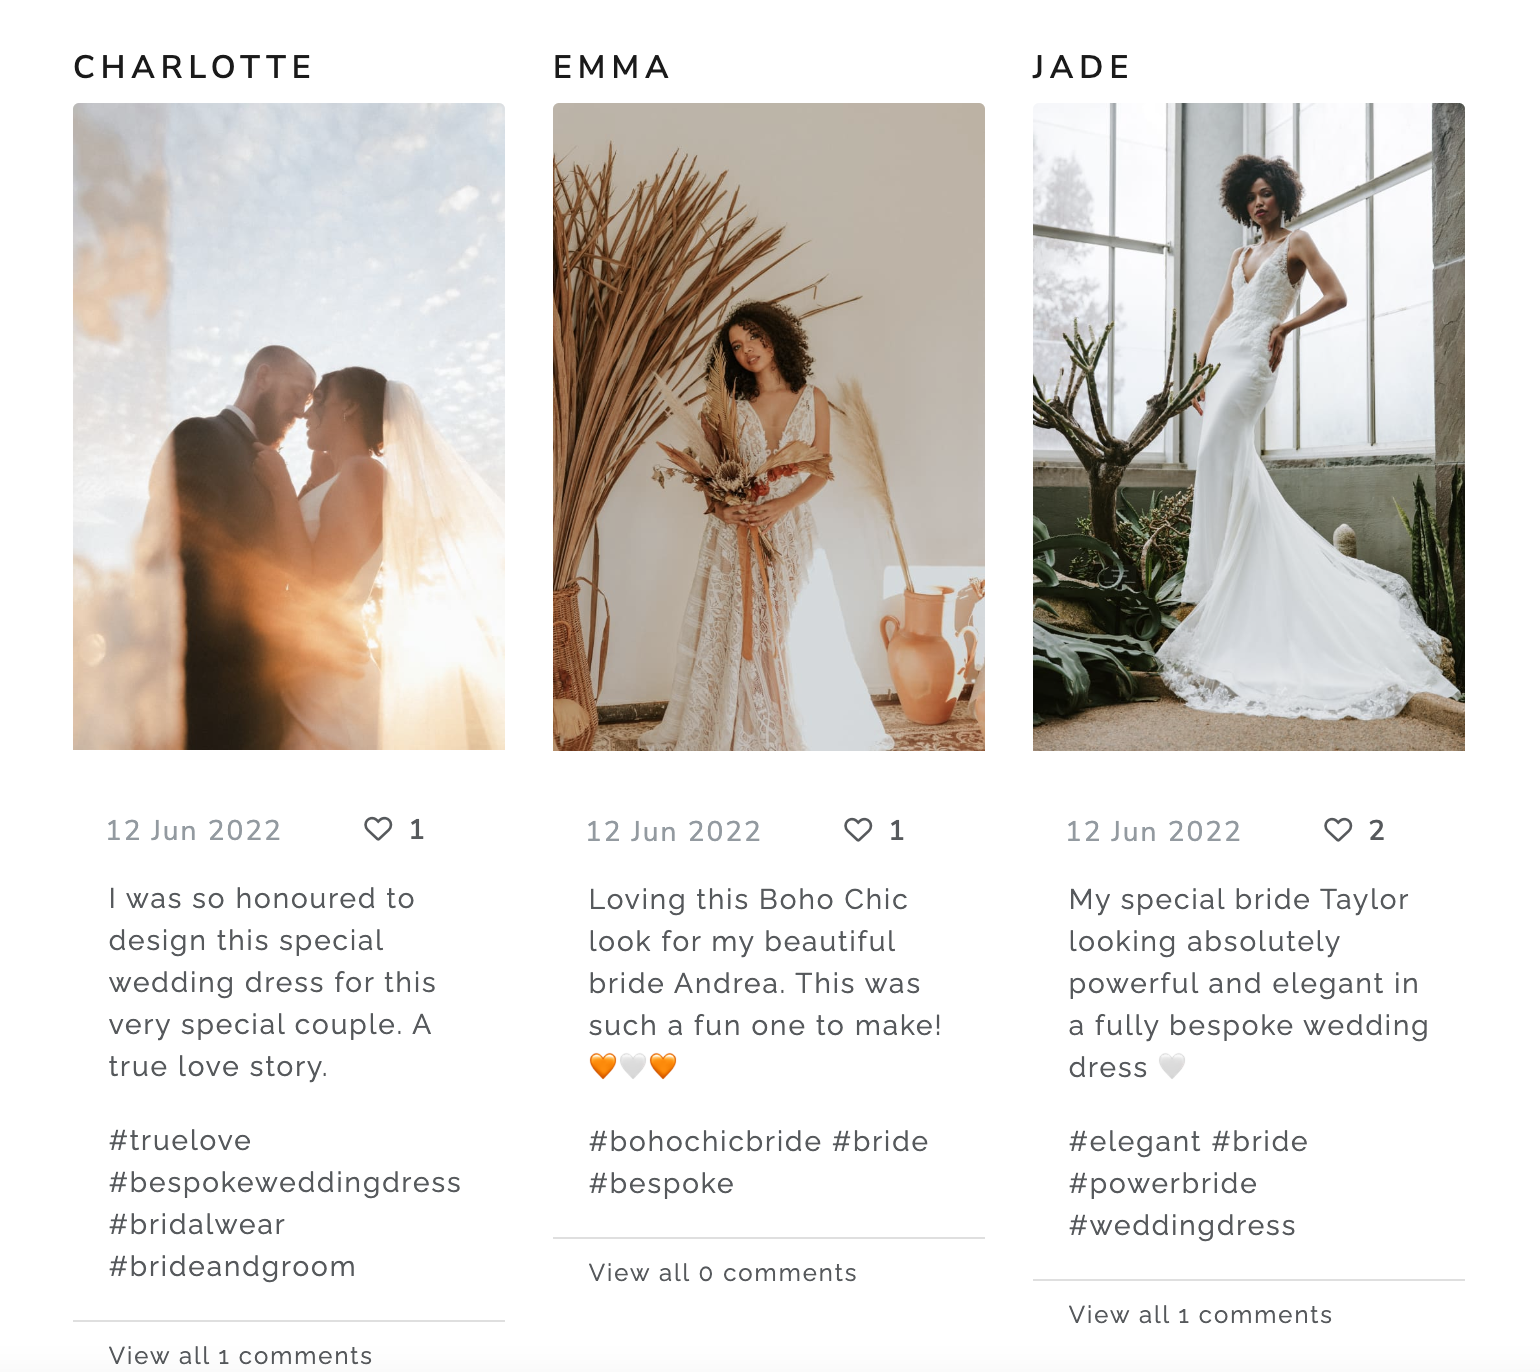 CHARLOTTE
12 Jun 2022 1
I was so honoured to
design this special
wedding dress for this
very special couple. A
true love story.
#truelove
#bespokeweddingdress
#bridalwear
#brideandgroom
View all 1 comments
EMMA
12 Jun 2022 1
Loving this Boho Chic
look for my beautiful
bride Andrea. This was
such a fun one to make!
🧡🤍🧡
#bohochicbride #bride
#bespoke
View all 0 comments
JADE
12 Jun 2022 2
My special bride Taylor
looking absolutely
powerful and elegant in
a fully bespoke wedding
dress 🤍
#elegant #bride
#powerbride
#weddingdress
View all 1 comments